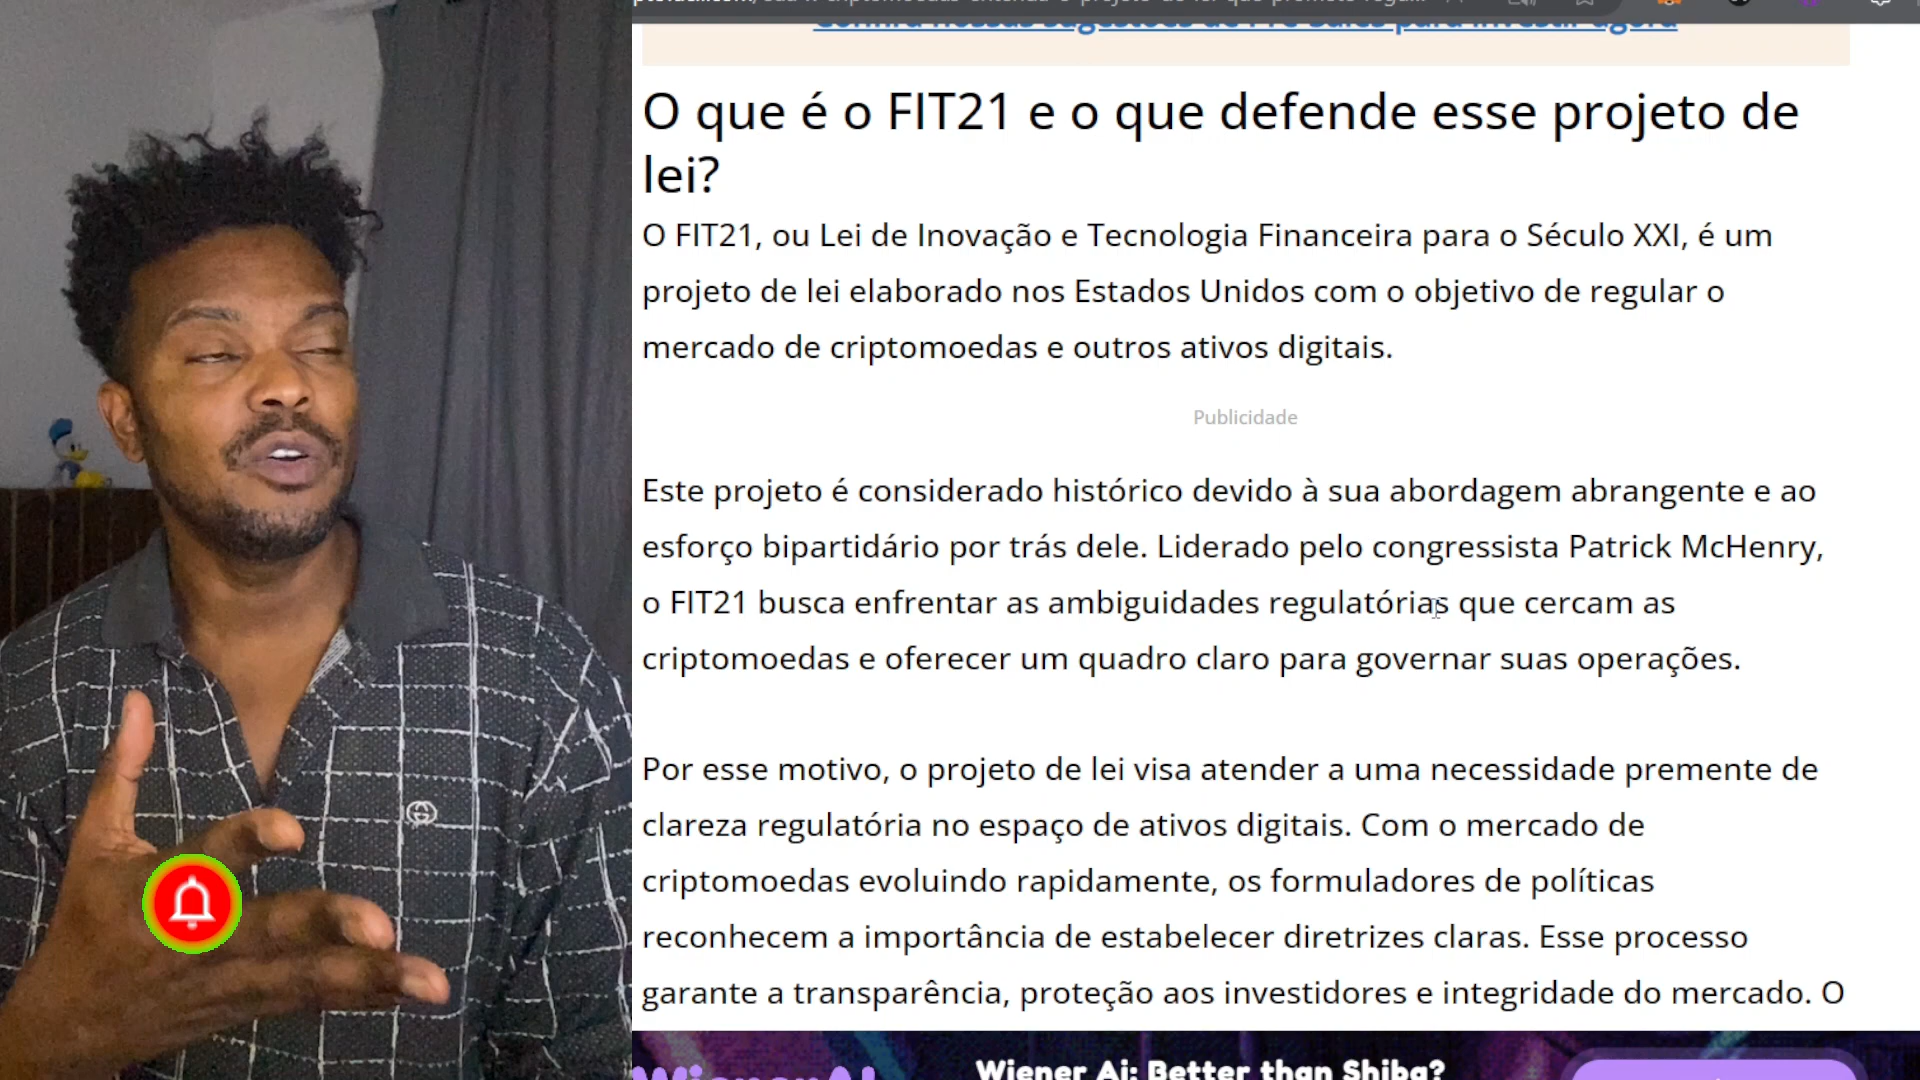 O que é o FIT21 e o que defende esse projeto de
lei?
O FIT21, ou Lei de Inovação e Tecnologia Financeira para o Século XXI, é um
projeto de lei elaborado nos Estados Unidos com o objetivo de regular o
mercado de criptomoedas e outros ativos digitais.
Publicidade
Este projeto é considerado histórico devido à sua abordagem abrangente e ao
esforço bipartidário por trás dele. Liderado pelo congressista Patrick McHenry,
o FIT21 busca enfrentar as ambiguidades regulatórias que cercam as
criptomoedas e oferecer um quadro claro para governar suas operações.
Por esse motivo, o projeto de lei visa atender a uma necessidade premente de
clareza regulatória no espaço de ativos digitais. Com o mercado de
criptomoedas evoluindo rapidamente, os formuladores de políticas
reconhecem a importância de estabelecer diretrizes claras. Esse processo
garante a transparência, proteção aos investidores e integridade do mercado. O
Wiener Ai: Better than Shiba?